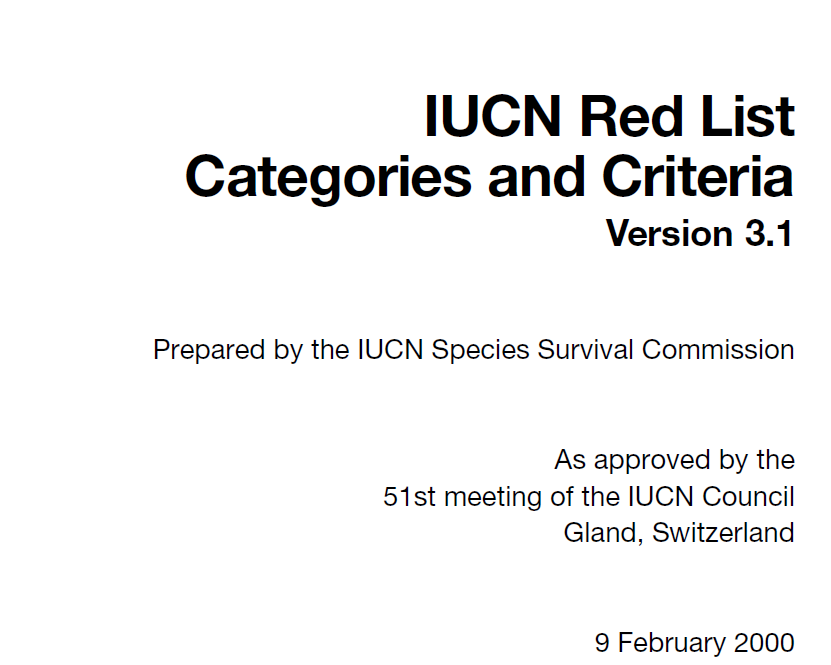 IUCN Red List
Categories and Criteria
Version 3.1
Prepared by the IUCN Species Survival Commission
As approved by the
51st meeting of the IUCN Council
Gland, Switzerland
9 February 2000